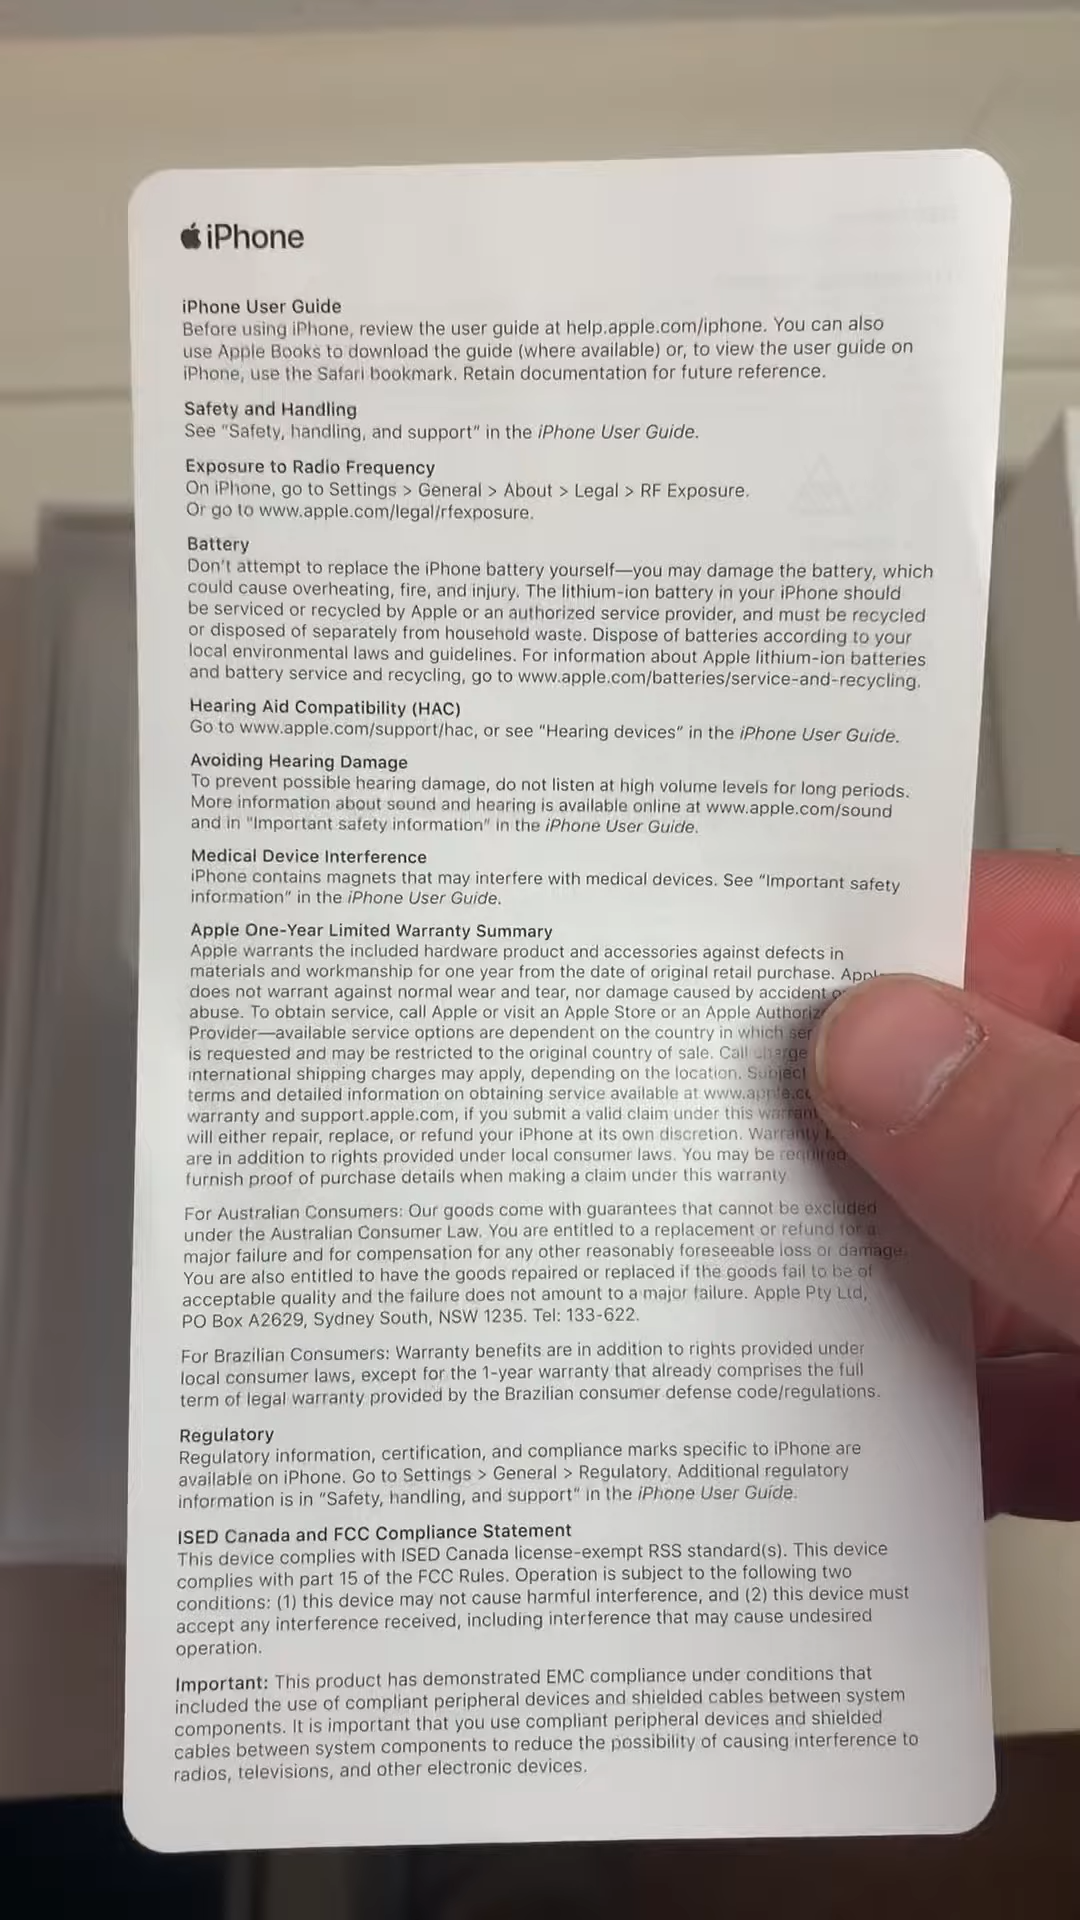 iPhone
iPhone User Guide
Before using iPhone, review the user guide at help.apple.com/iphone. You can also
use Apple Books to download the guide (where available) or, to view the user guide on
iPhone, use the Safari bookmark. Retain documentation for future reference.
Safety and Handling
See “Safety, handling, and support” in the iPhone User Guide.
Exposure to Radio Frequency
On iPhone, go to Settings > General > About > Legal > RF Exposure.
Or go to www.apple.com/legal/rfexposure.
Battery
Don’t attempt to replace the iPhone battery yourself—you may damage the battery, which
could cause overheating, fire, and injury. The lithium-ion battery in your iPhone should
be serviced or recycled by Apple or an authorized service provider, and must be recycled
or disposed of separately from household waste. Dispose of batteries according to your
local environmental laws and guidelines. For information about Apple lithium-ion batteries
and battery service and recycling, go to www.apple.com/batteries/service-and-recycling.
Hearing Aid Compatibility (HAC)
Go to www.apple.com/support/hac, or see “Hearing devices” in the iPhone User Guide.
Avoiding Hearing Damage
To prevent possible hearing damage, do not listen at high volume levels for long periods.
More information about sound and hearing is available online at www.apple.com/sound
and in “Important safety information” in the iPhone User Guide.
Medical Device Interference
iPhone contains magnets that may interfere with medical devices. See “Important safety
information” in the iPhone User Guide.
Apple One-Year Limited Warranty Summary
Apple warrants the included hardware product and accessories against defects in
materials and workmanship for one year from the date of original retail purchase.
does not warrant against normal wear and tear, nor damage caused by accident
abuse. To obtain service, call Apple or visit an Apple Store or an Apple
Provider—available service options are dependent on the country in which
is requested and may be restricted to the original country of sale. Call
international shipping charges may apply, depending on the location. Subject
terms and detailed information on obtaining service available at
warranty and support.apple.com, if you submit a valid claim under this
will either repair, replace, or refund your iPhone at its own discretion. Warranty
are in addition to rights provided under local consumer laws. You may be required
furnish proof of purchase details when making a claim under this warranty
For Australian Consumers: Our goods come with guarantees that cannot be excluded
under the Australian Consumer Law. You are entitled to a replacement or refund for a
major failure and for compensation for any other reasonably foreseeable loss or damage.
You are also entitled to have the goods repaired or replaced if the goods fail to be of
acceptable quality and the failure does not amount to a major failure. Apple Pty Ltd,
PO Box A2629, Sydney South, NSW 1235. Tel: 133-622.
For Brazilian Consumers: Warranty benefits are in addition to rights provided under
local consumer laws, except for the 1-year warranty that already comprises the full
term of legal warranty provided by the Brazilian consumer defense code/regulations.
Regulatory
Regulatory information, certification, and compliance marks specific to iPhone are
available on iPhone. Go to Settings > General > Regulatory. Additional regulatory
information is in “Safety, handling, and support” in the iPhone User Guide.
ISED Canada and FCC Compliance Statement
This device complies with ISED Canada license-exempt RSS standard(s). This device
complies with part 15 of the FCC Rules. Operation is subject to the following two
conditions: (1) this device may not cause harmful interference, and (2) this device must
accept any interference received, including interference that may cause undesired
operation.
Important: This product has demonstrated EMC compliance under conditions that
included the use of compliant peripheral devices and shielded cables between system
components. It is important that you use compliant peripheral devices and shielded
cables between system components to reduce the possibility of causing interference to
radios, televisions, and other electronic devices.